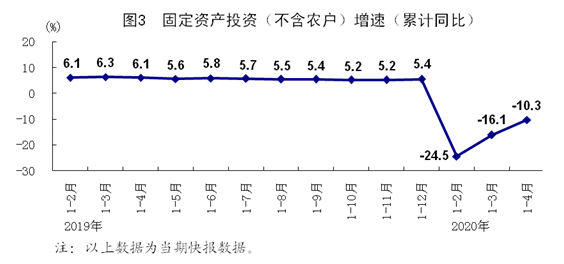 图3 固定资产投资（不含农户）增速（累计同比）
(%)
20
10
0
-10
-20
-30
6.1 6.3 6.1 5.6 5.8 5.7 5.5 5.4 5.2 5.2 5.4 -24.5 -16.1 -10.3
1-2月 1-3月 1-4月 1-5月 1-6月 1-7月 1-8月 1-9月 1-10月 1-11月 1-12月 1-2月 1-3月 1-4月
2019年 2020年
注：以上数据为当期快报数据。